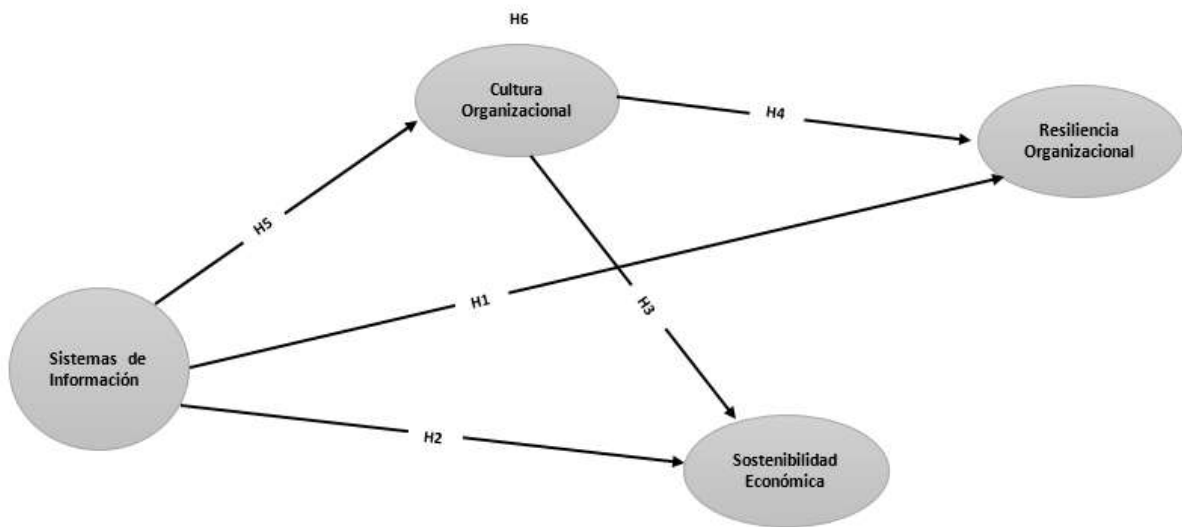 H6
Cultura
Organizacional
H4
Resiliencia
Organizacional
H5
H1
H3
Sistemas de
Información
H2
Sostenibilidad
Económica